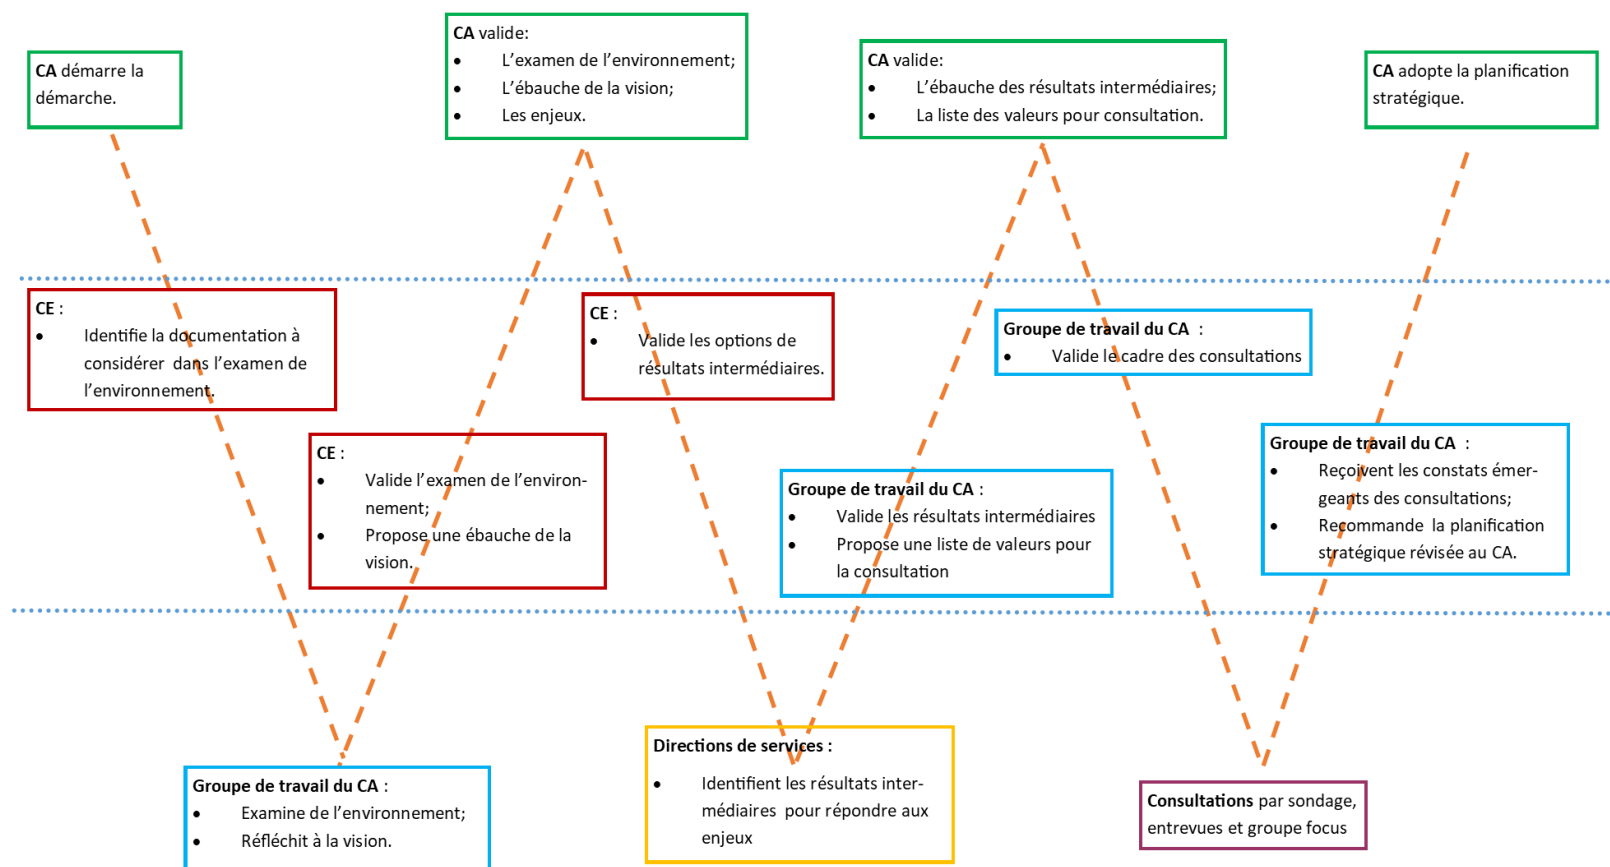 CA démarre la
démarche.
CA valide:
• L’examen de l’environnement;
• L’ébauche de la vision;
• Les enjeux.
CA valide:
• L’ébauche des résultats intermédiaires;
• La liste des valeurs pour consultation.
CA adopte la planification
stratégique.
CE :
• Identifie la documentation à
considérer dans l’examen de
l’environnement.
CE :
• Valide l’examen de l’environ-
nement;
• Propose une ébauche de la
vision.
CE :
• Valide les options de
résultats intermédiaires.
Groupe de travail du CA :
• Valide les résultats intermédiaires
• Propose une liste de valeurs pour
la consultation
Groupe de travail du CA :
• Valide le cadre des consultations
Groupe de travail du CA :
• Reçoivent les constats émer-
geants des consultations;
• Recommande la planification
stratégique révisée au CA.
Groupe de travail du CA :
• Examine de l’environnement;
• Réfléchit à la vision.
Directions de services :
• Identifient les résultats inter-
médiaires pour répondre aux
enjeux
Consultations par sondage,
entrevues et groupe focus